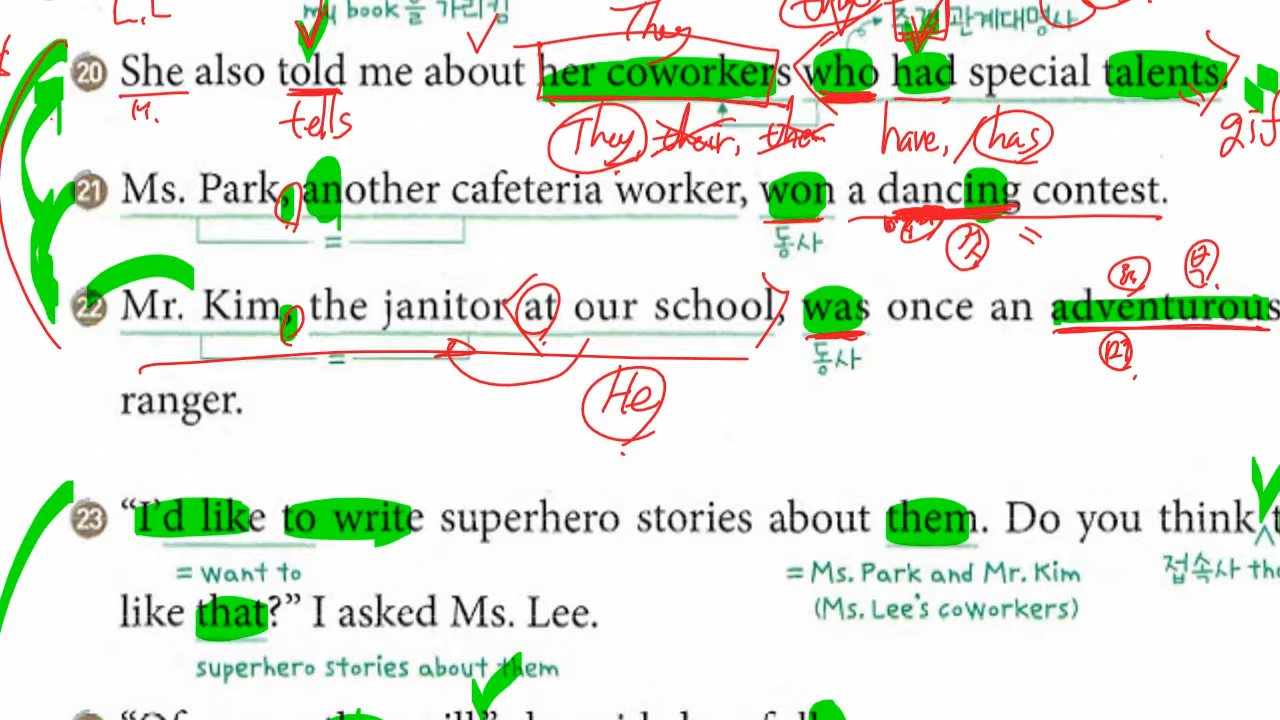 my book을 가리킴
They
관계대명사
20 She also told me about her coworkers who had special talents.
M.
tells
They, their, them
have, / has
21 Ms. Park, another cafeteria worker, won a dancing contest.
=
동사
것 =
22 Mr. Kim, the janitor at our school, was once an adventurous
=
동사
He
ranger.
23 “I’d like to write superhero stories about them. Do you think
= want to
= Ms. Park and Mr. Kim
접속사
like that?” I asked Ms. Lee.
(Ms. Lee's coworkers)
superhero stories about them